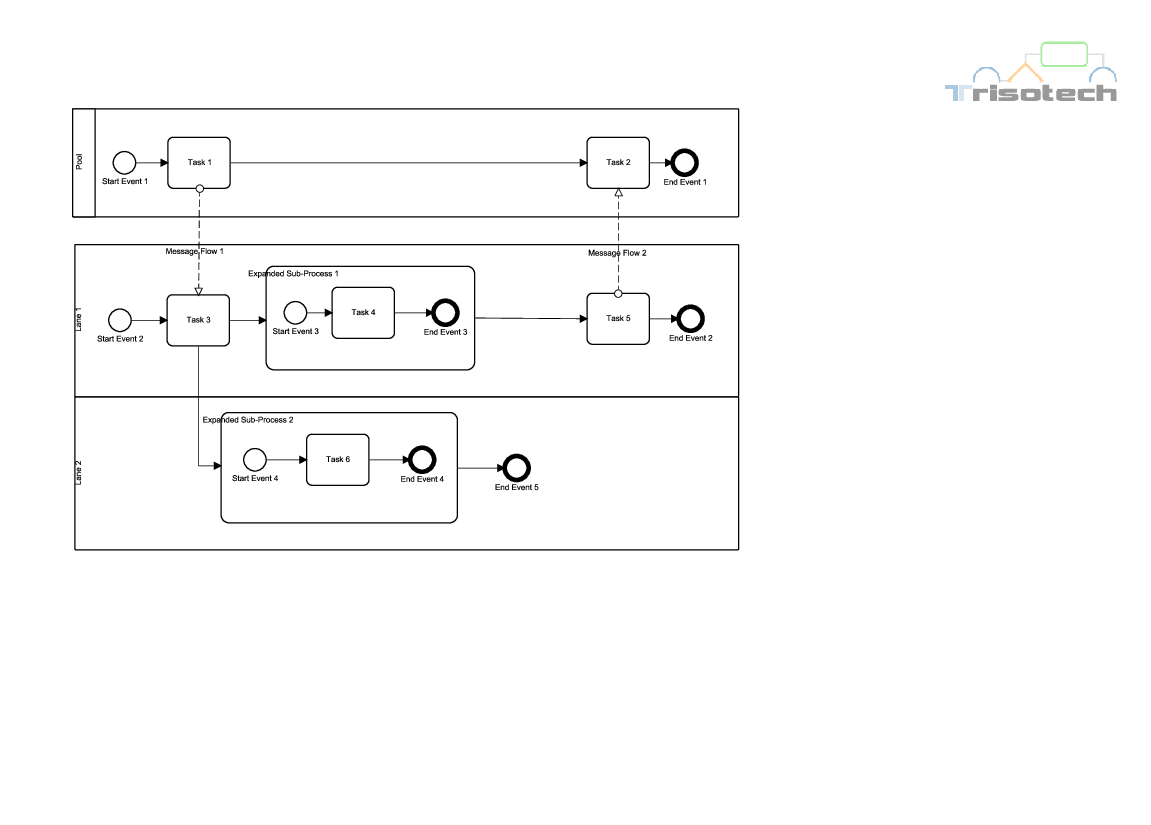 Trisotech
Pool
Task 1
Task 2
Start Event 1
End Event 1
Message Flow 1
Message Flow 2
Expanded Sub-Process 1
Lane 1
Task 3
Task 4
Task 5
Start Event 2
Start Event 3
End Event 3
End Event 2
Expanded Sub-Process 2
Lane 2
Task 6
Start Event 4
End Event 4
End Event 5